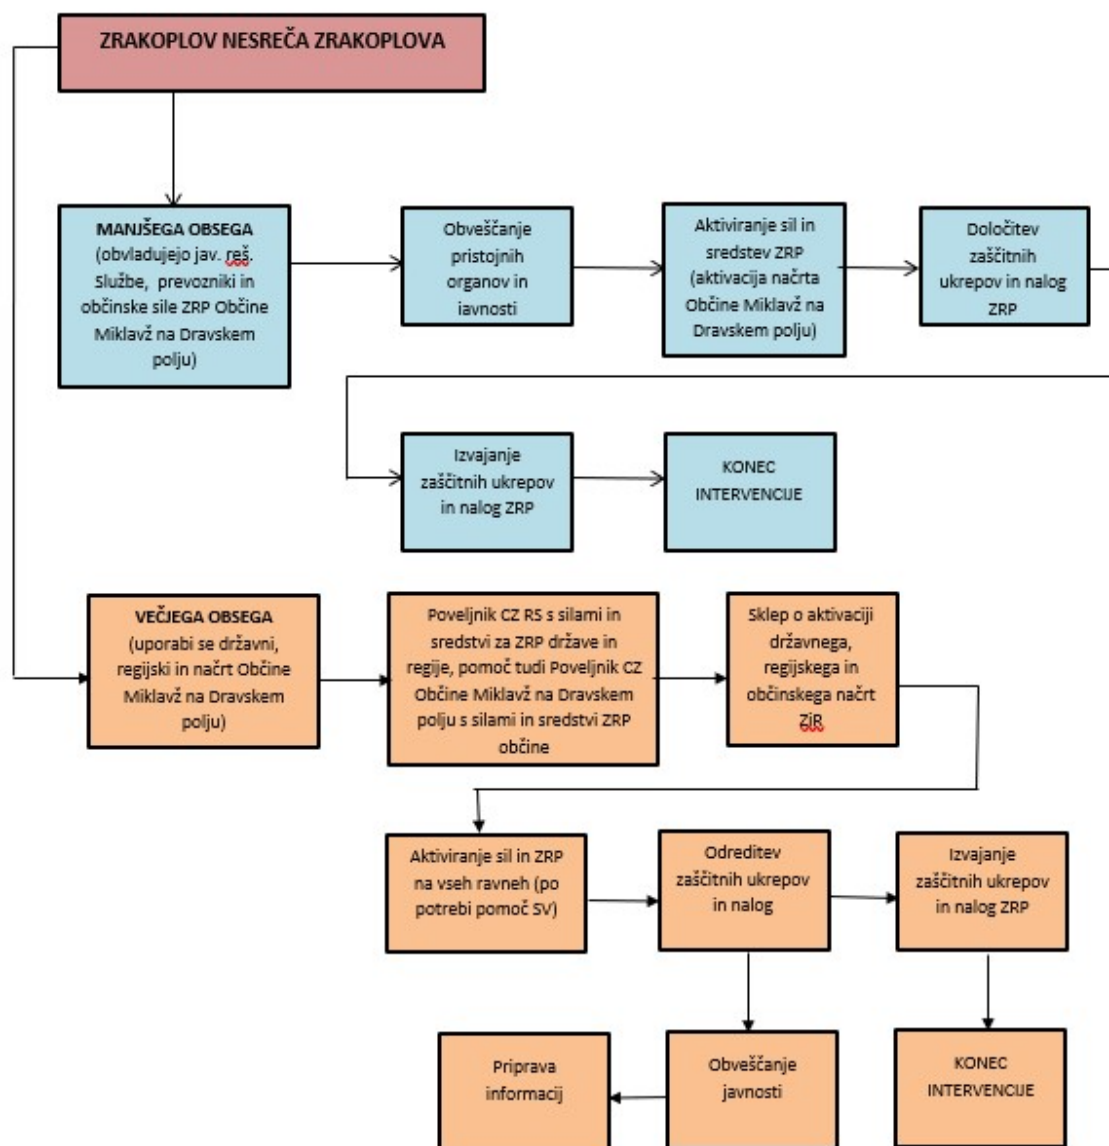 ZRAKOPLOV NESREČA ZRAKOPLOVA
MANJŠEGA OBSEGA
(obvladujejo jav. reš.
Službe, prevozniki in
občinske sile ZRP Občine
Miklavž na Dravskem
polju)
Obveščanje
pristojnih
organov in
iavnosti
Aktiviranje sil in
sredstev ZRP
(aktivacija načrta
Občine Miklavž na
Dravskem polju)
Določitev
zaščitnih
ukrepov in nalog
ZRP
Izvajanje
zaščitnih ukrepov
in nalog ZRP
KONEC
INTERVENCIJE
VEČJEGA OBSEGA
(uporabi se državni,
regijski in načrt Občine
Miklavž na Dravskem
polju)
Poveljnik CZ RS s silami in
sredstvi za ZRP države in
regije, pomoč tudi Poveljnik CZ
Občine Miklavž na Dravskem
polju s silami in sredstvi ZRP
občine
Sklep o aktivaciji
državnega,
regijskega in
občinskega načrt
ZiR
Aktiviranje sil in ZRP
na vseh ravneh (po
potrebi pomoč SV)
Odreditev
zaščitnih ukrepov
in nalog
Izvajanje
zaščitnih ukrepov
in nalog ZRP
Priprava
informacij
Obveščanje
javnosti
KONEC
INTERVENCIJE